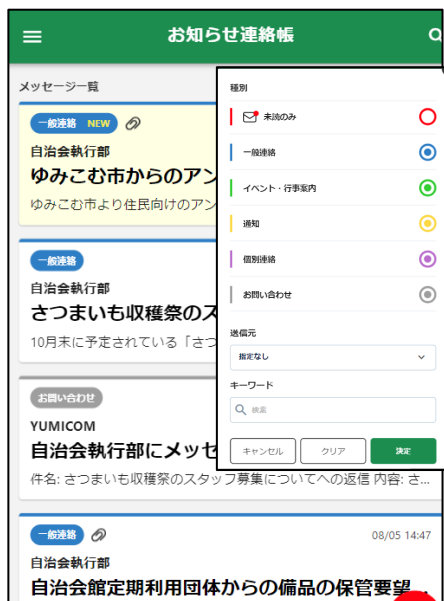 お知らせ連絡帳
メッセージ一覧
一般連絡 NEW
自治会執行部
ゆみこむ市からのアン
ゆみこむ市より住民向けのアン
一般連絡
自治会執行部
さつまいも収穫祭のス
10月末に予定されている「さつ
お問い合わせ
YUMICOM
自治会執行部にメッセ
件名: さつまいも収穫祭のスタッフ募集についてへの返信 内容: さ...
一般連絡
08/05 14:47
自治会執行部
自治会館定期利用団体からの備品の保管要望...
種別
未読のみ
一般連絡
イベント・行事案内
通知
個別連絡
お問い合わせ
送信元
指定なし
キーワード
検索
キャンセル
クリア
決定